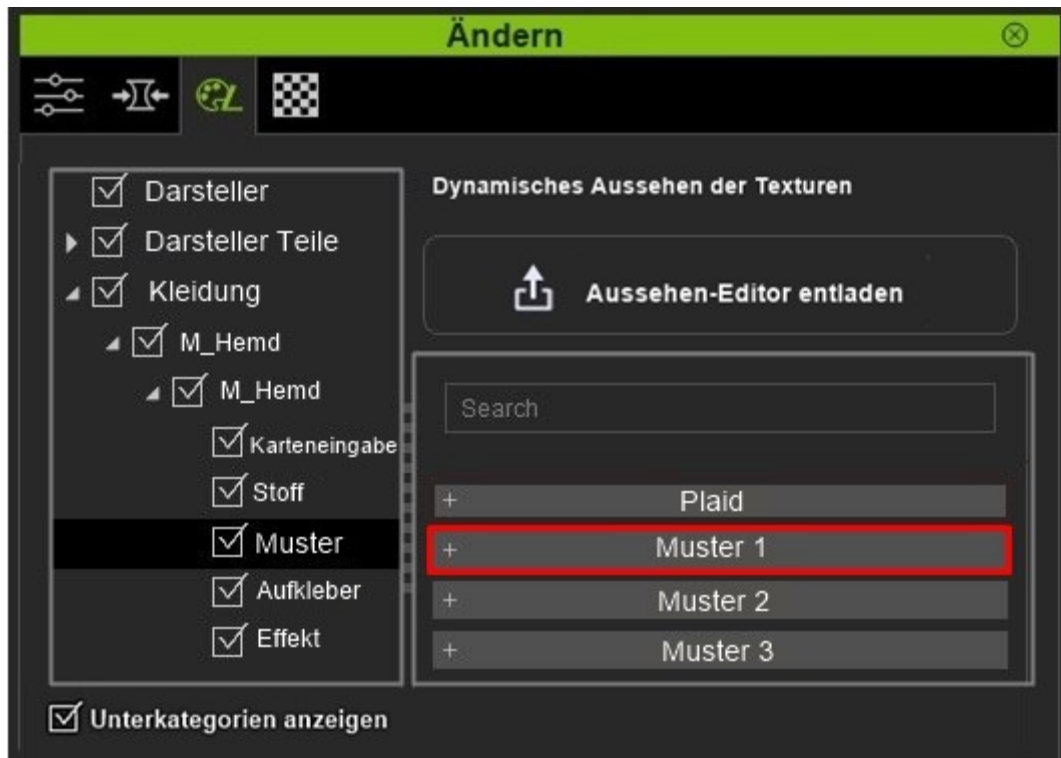 Ändern
Darsteller
Darsteller Teile
Kleidung
M_Hemd
M_Hemd
Karteneingabe
Stoff
Muster
Aufkleber
Effekt
Unterkategorien anzeigen
Dynamisches Aussehen der Texturen
Aussehen-Editor entladen
Search
+ Plaid
+ Muster 1
+ Muster 2
+ Muster 3